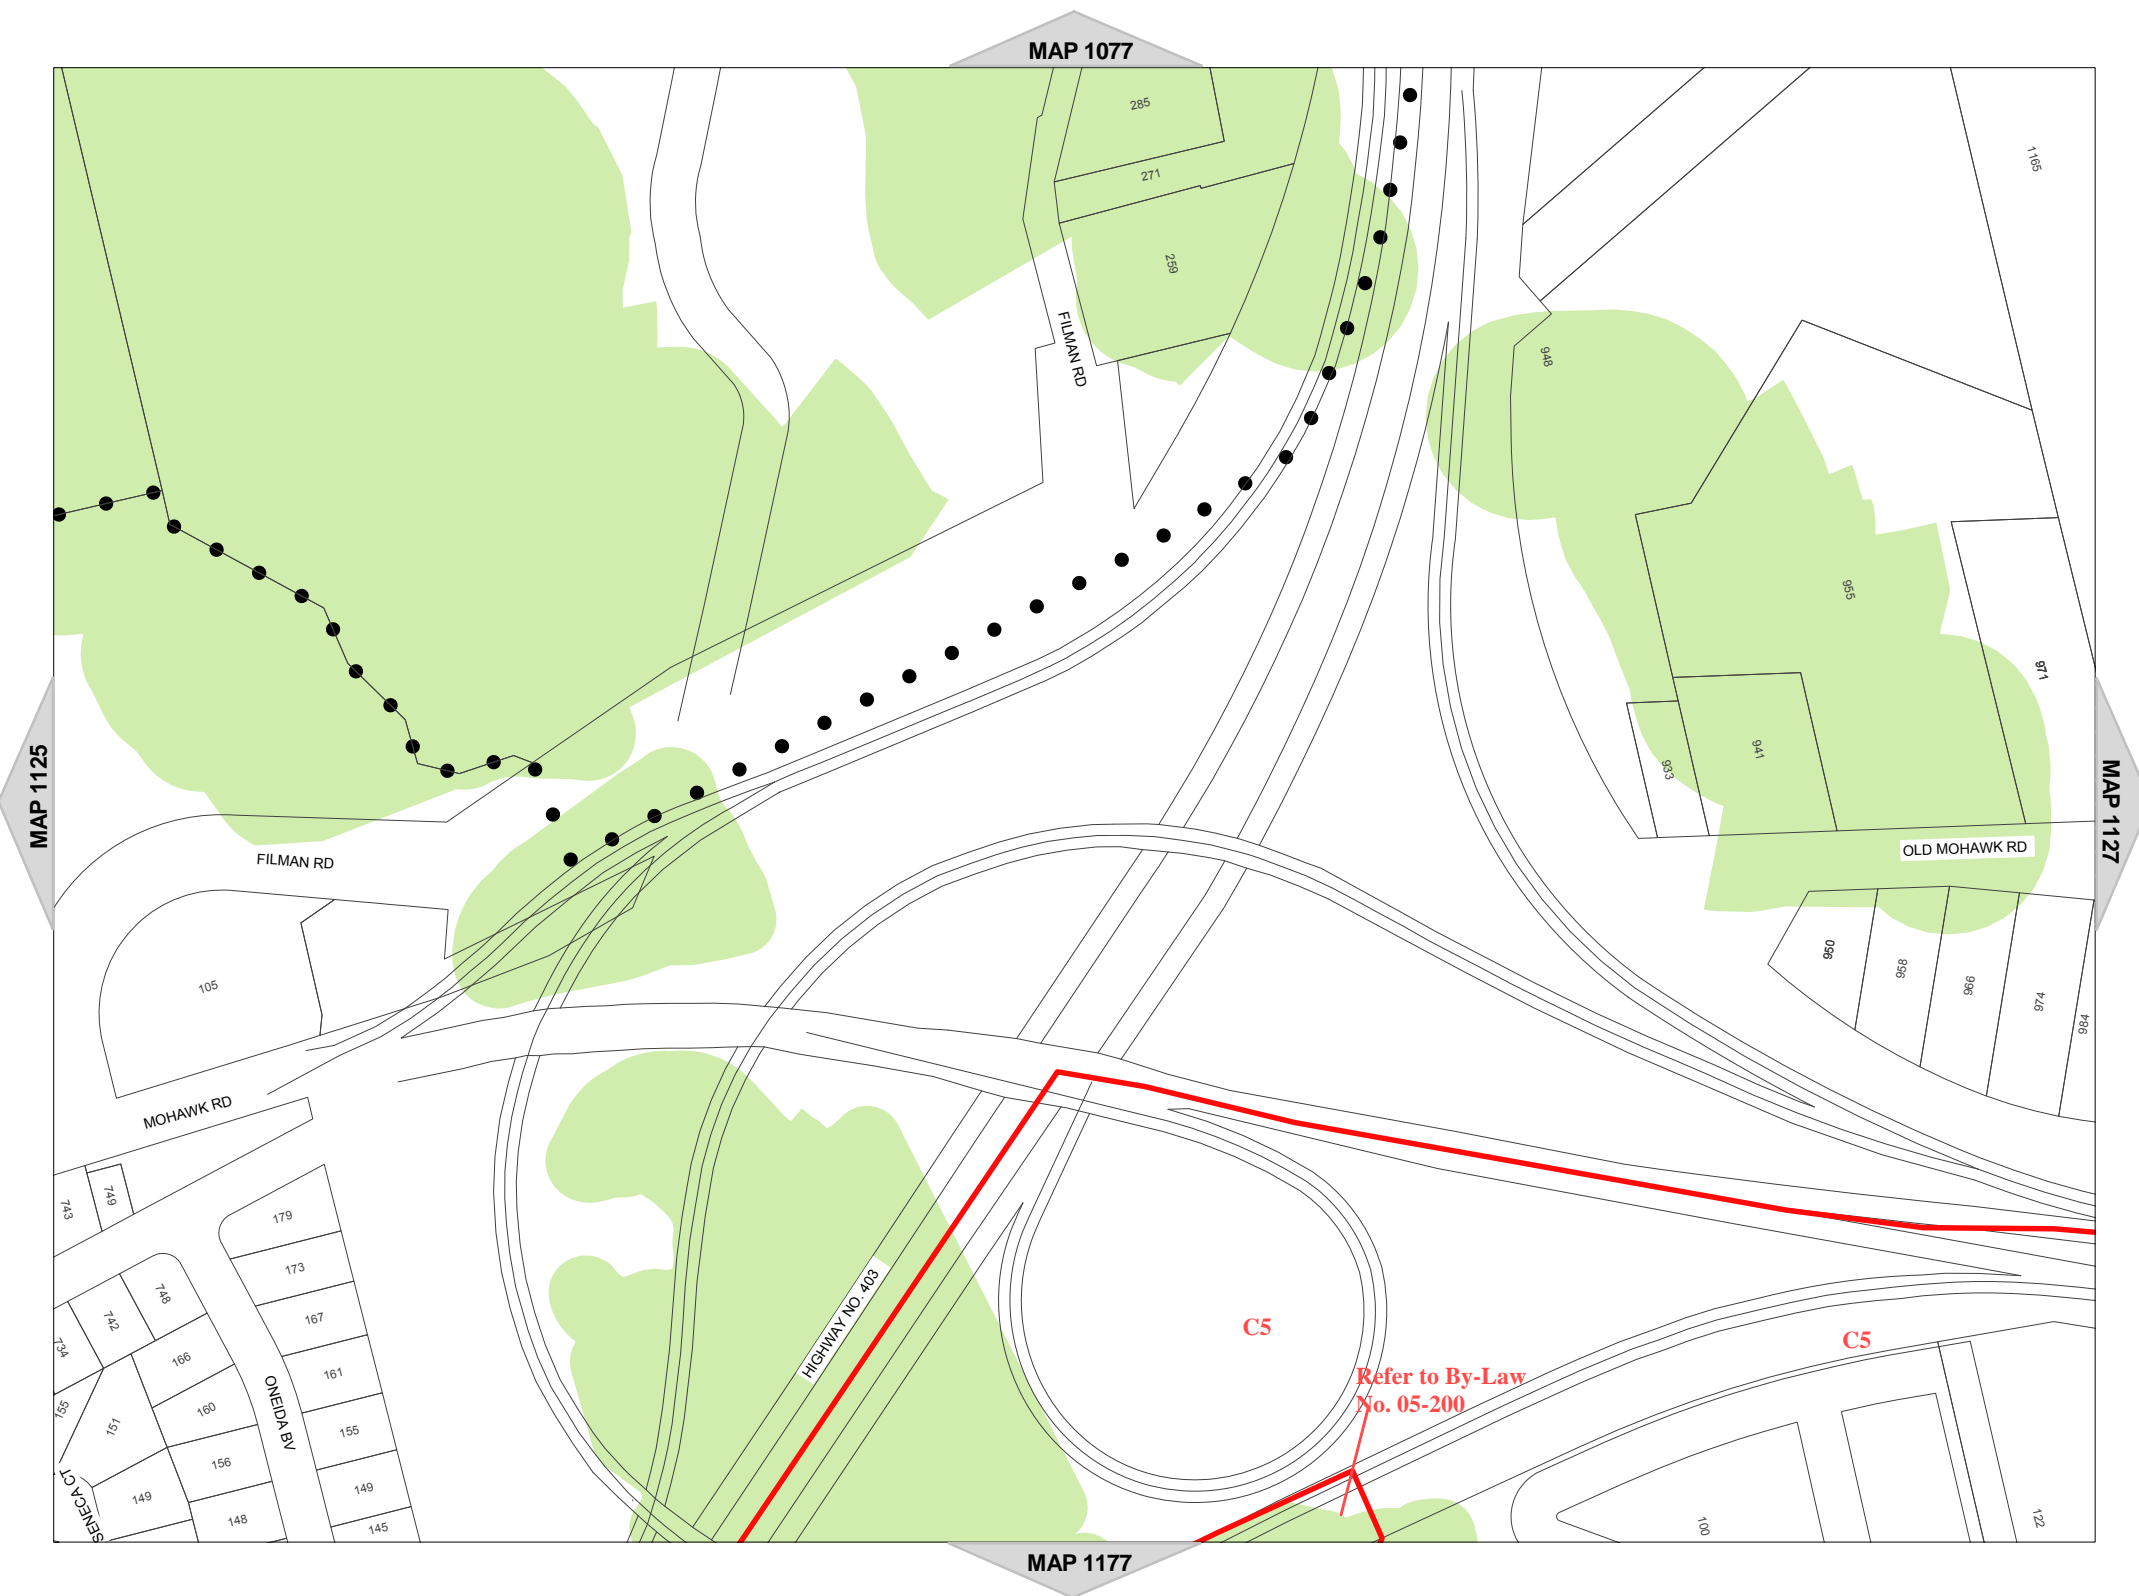 MAP 1077
285
1165
271
259
FILMAN RD
948
955
971
MAP 1125
941
933
MAP 1127
OLD MOHAWK RD
FILMAN RD
950
958
966
974
984
105
MOHAWK RD
743
749
179
173
748
742
734
167
166
161
HIGHWAY NO. 403
C5
C5
Refer to By-Law
No. 05-200
ONEIDA BV
155
151
160
155
156
149
149
148
145
SENECA CT
100
122
MAP 1177